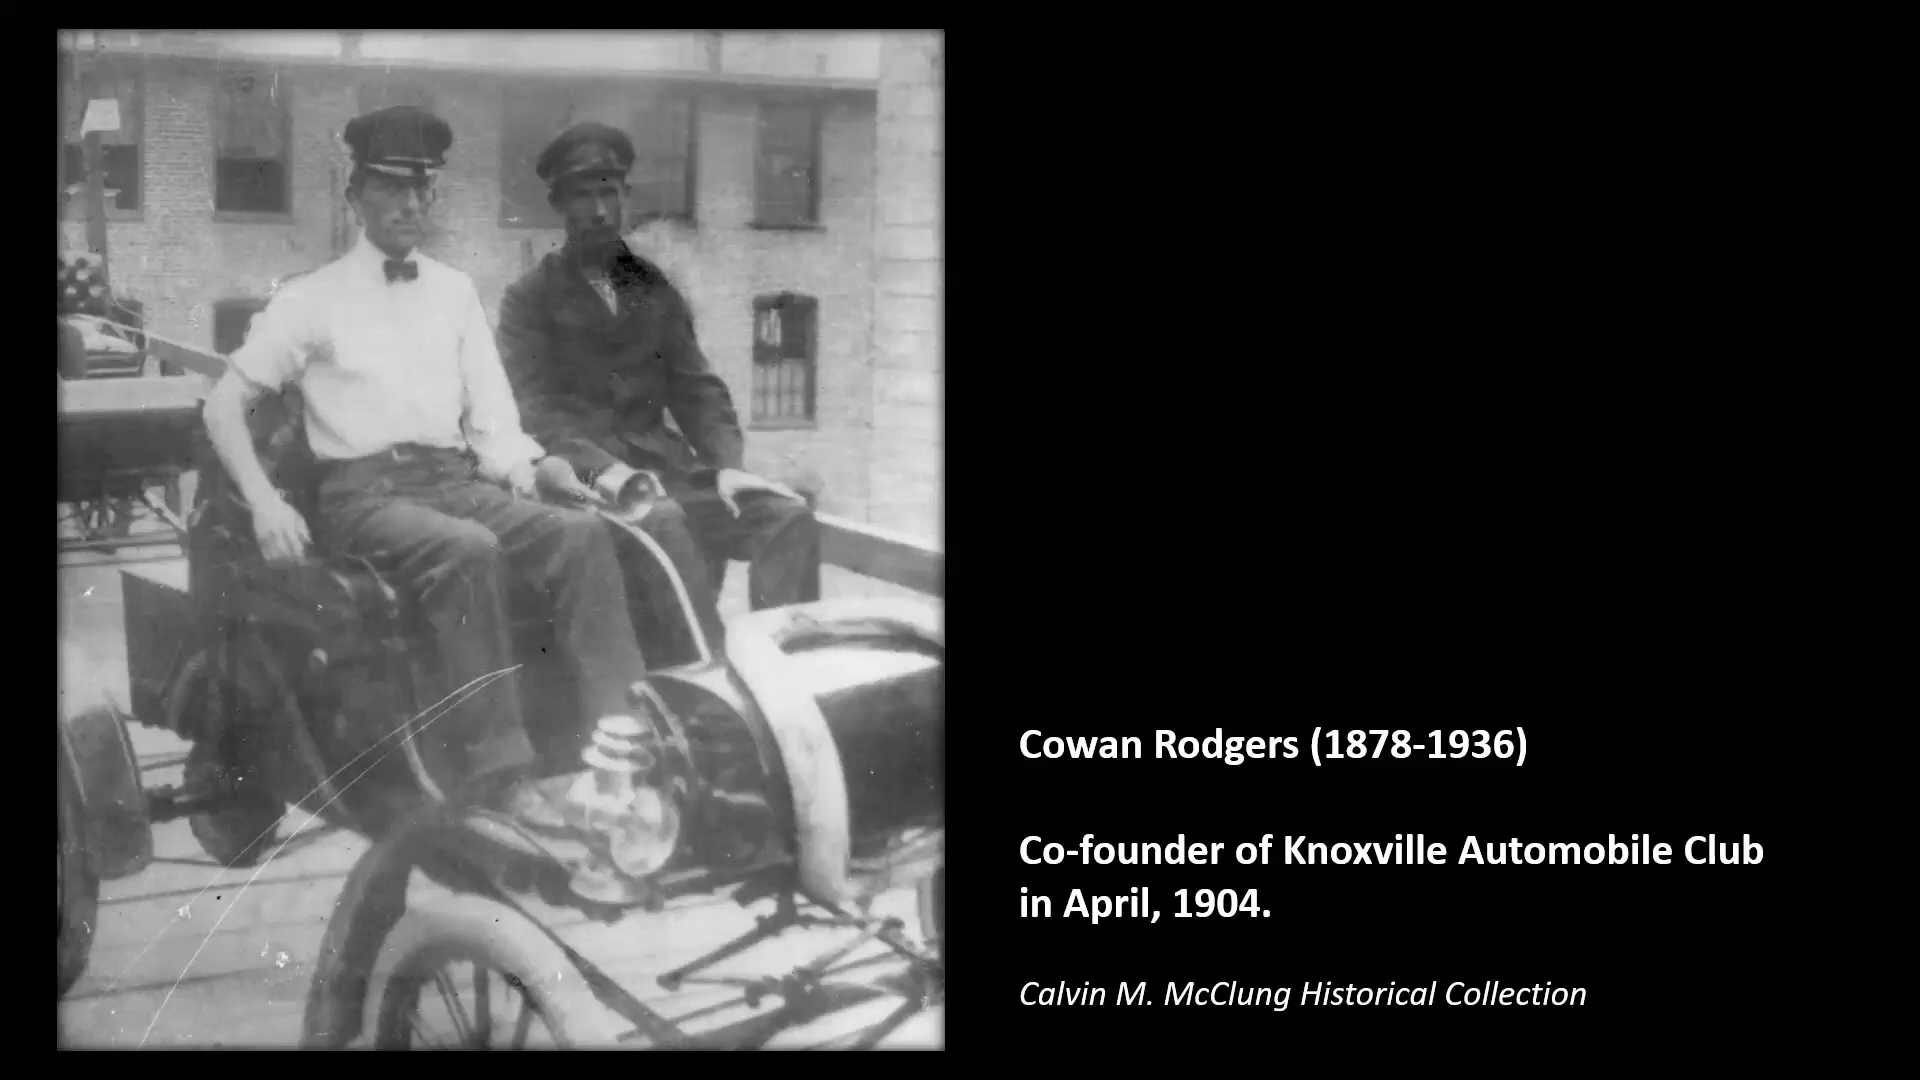 Cowan Rodgers (1878-1936)
Co-founder of Knoxville Automobile Club
in April, 1904.
Calvin M. McClung Historical Collection